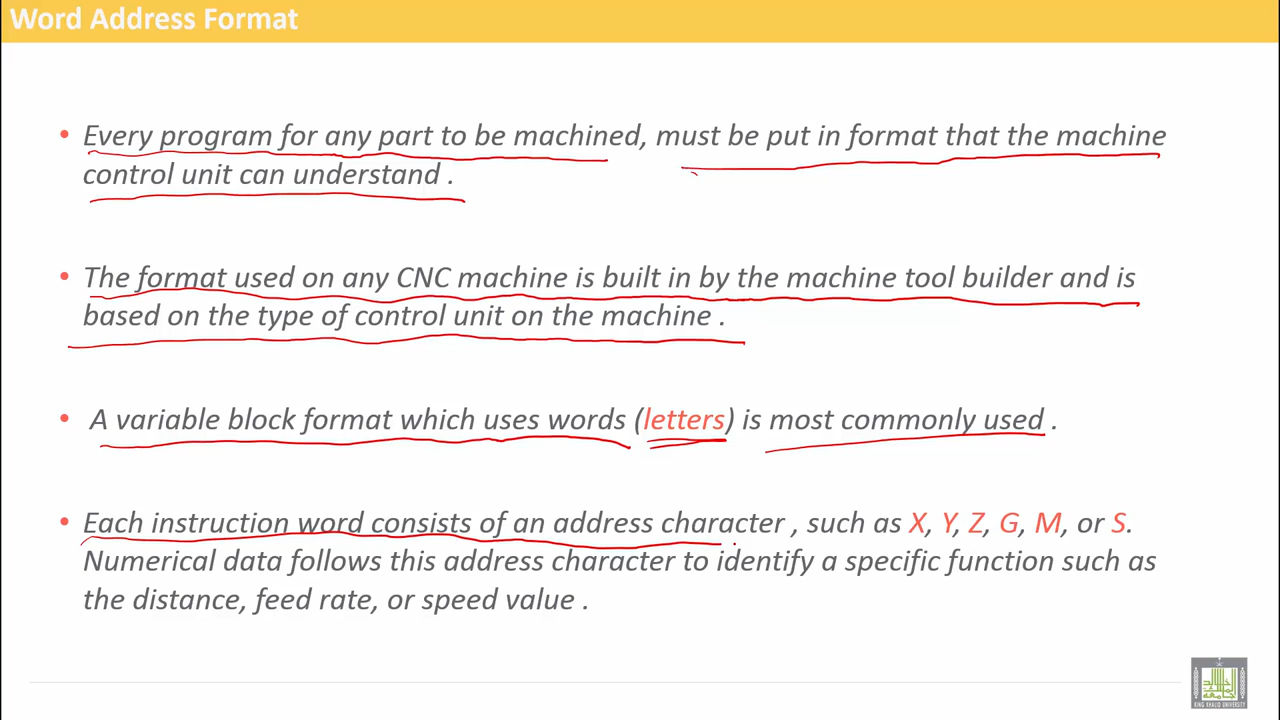 Word Address Format
• Every program for any part to be machined, must be put in format that the machine
control unit can understand .
• The format used on any CNC machine is built in by the machine tool builder and is
based on the type of control unit on the machine .
• A variable block format which uses words (letters) is most commonly used .
• Each instruction word consists of an address character , such as X, Y, Z, G, M, or S.
Numerical data follows this address character to identify a specific function such as
the distance, feed rate, or speed value .
KING KHALID UNIVERSITY